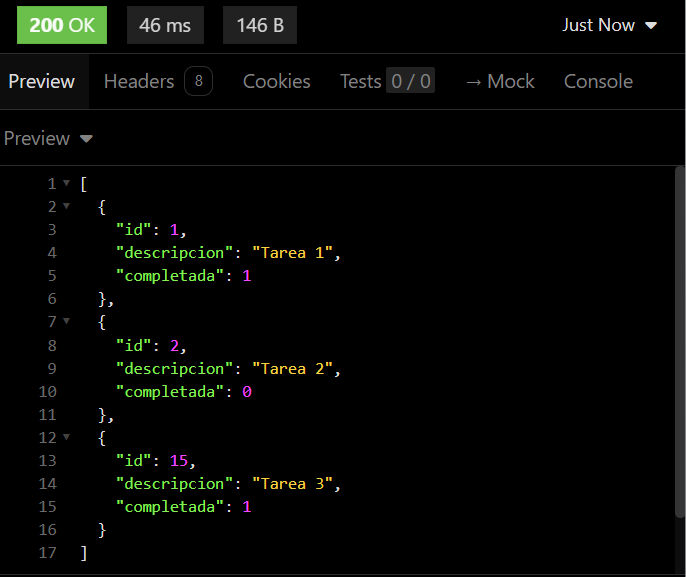 200 OK 46 ms 146 B Just Now
Preview Headers 8 Cookies Tests 0 / 0 → Mock Console
Preview
1 [
2 {
3 "id": 1,
4 "descripcion": "Tarea 1",
5 "completada": 1
6 },
7 {
8 "id": 2,
9 "descripcion": "Tarea 2",
10 "completada": 0
11 },
12 {
13 "id": 15,
14 "descripcion": "Tarea 3",
15 "completada": 1
16 }
17 ]